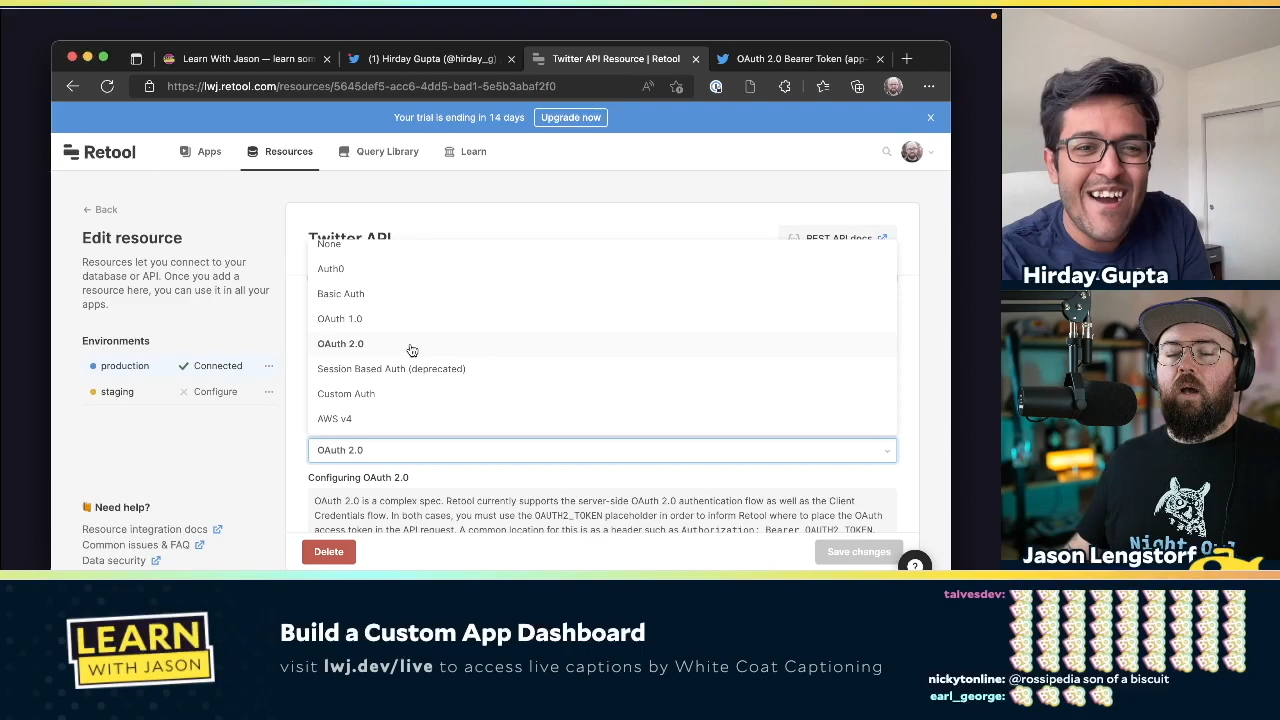 Learn With Jason — learn som
(1) Hirday Gupta (@hirday_g)
Twitter API Resource | Retool
OAuth 2.0 Bearer Token (app-
https://lwj.retool.com/resources/5645def5-acc6-4dd5-bad1-5e5b3abaf2f0
Your trial is ending in 14 days
Upgrade now
Retool
Apps
Resources
Query Library
Learn
← Back
Edit resource
Resources let you connect to your
database or API. Once you add a
resource here, you can use it in all your
apps.
Environments
production
Connected
staging
Configure
Need help?
Resource integration docs
Common issues & FAQ
Data security
Twitter API
REST API docs
None
Auth0
Basic Auth
OAuth 1.0
OAuth 2.0
Session Based Auth (deprecated)
Custom Auth
AWS v4
OAuth 2.0
Configuring OAuth 2.0
OAuth 2.0 is a complex spec. Retool currently supports the server-side OAuth 2.0 authentication flow as well as the Client
Credentials flow. In both cases, you must use the OAUTH2_TOKEN placeholder in order to inform Retool where to place the OAuth
access token in the API request. A common location for this is as a header such as Authorization: Bearer OAUTH2_TOKEN.
Delete
Save changes
?
Hirday Gupta
Night Owl
Jason Lengstorf
LEARN
WITH JASON
Build a Custom App Dashboard
visit lwj.dev/live to access live captions by White Coat Captioning
talvesdev:
nickytonline: @rossipedia son of a biscuit
earl_george: